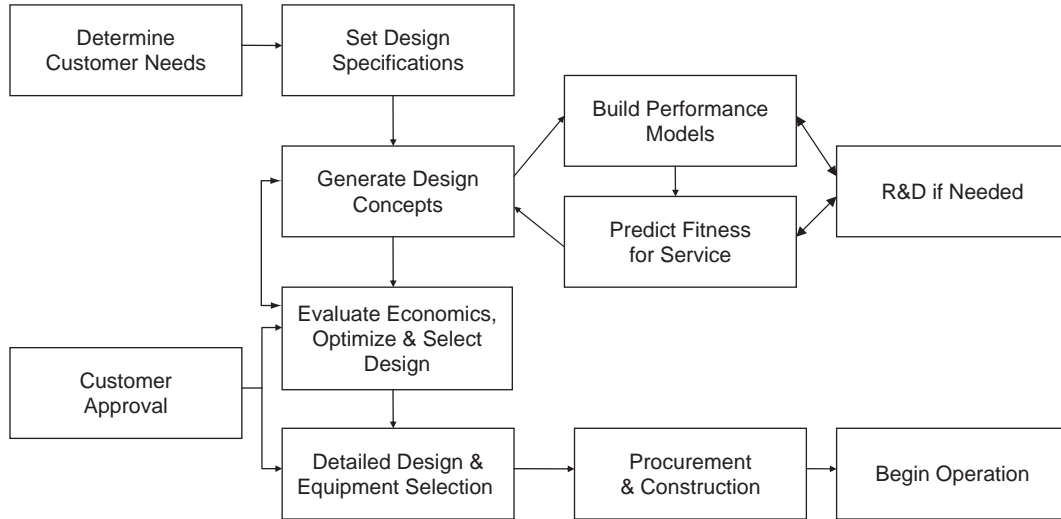 Determine
Customer Needs
Set Design
Specifications
Build Performance
Models
Generate Design
Concepts
R&D if Needed
Predict Fitness
for Service
Evaluate Economics,
Optimize & Select
Design
Customer
Approval
Detailed Design &
Equipment Selection
Procurement
& Construction
Begin Operation